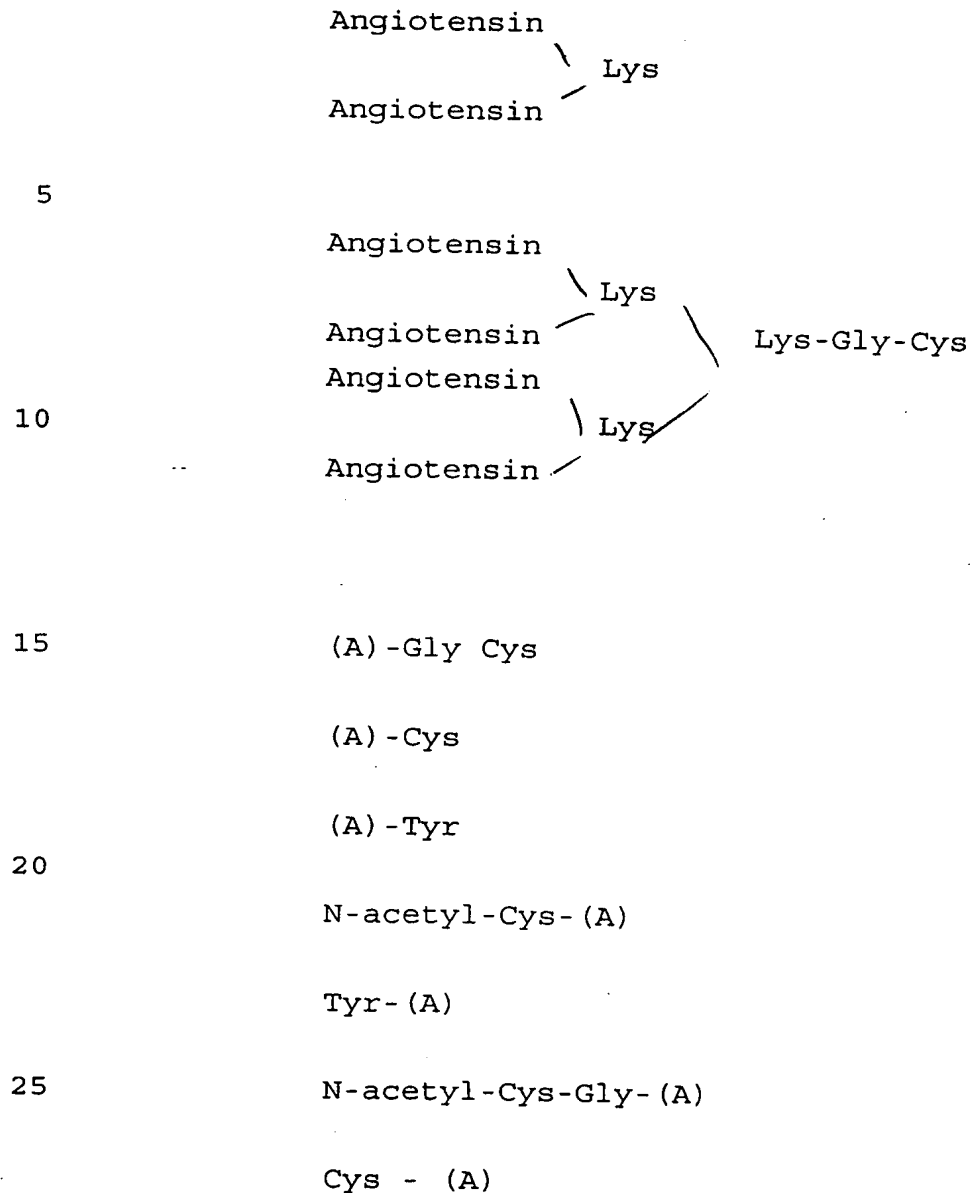 Angiotensin
Lys
Angiotensin
5
Angiotensin
Lys
Angiotensin
Lys-Gly-Cys
Angiotensin
10
Lys
Angiotensin
15 (A)-Gly Cys
(A)-Cys
(A)-Tyr
20
N-acetyl-Cys-(A)
Tyr-(A)
25 N-acetyl-Cys-Gly-(A)
Cys - (A)